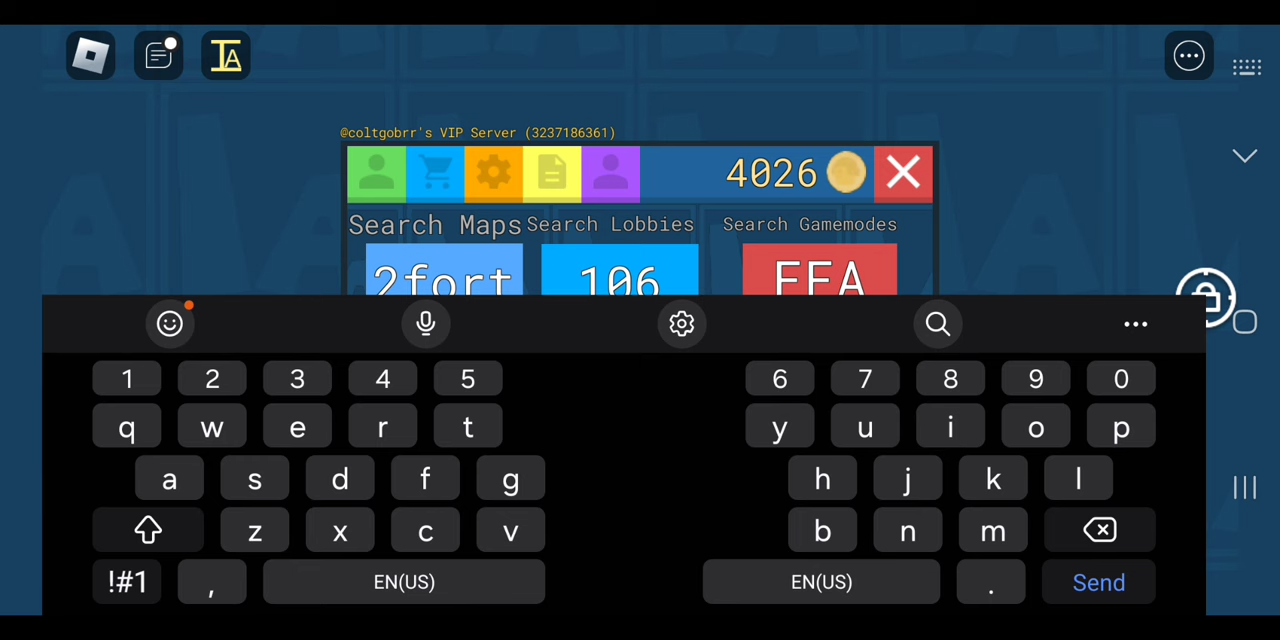 TA
@coltgobrr's VIP Server (3237186361)
4026
Search Maps Search Lobbies Search Gamemodes
2fort 106 FFA
1 2 3 4 5 6 7 8 9 0
q w e r t y u i o p
a s d f g h j k l
z x c v b n m
!#1 , EN(US) EN(US) . Send